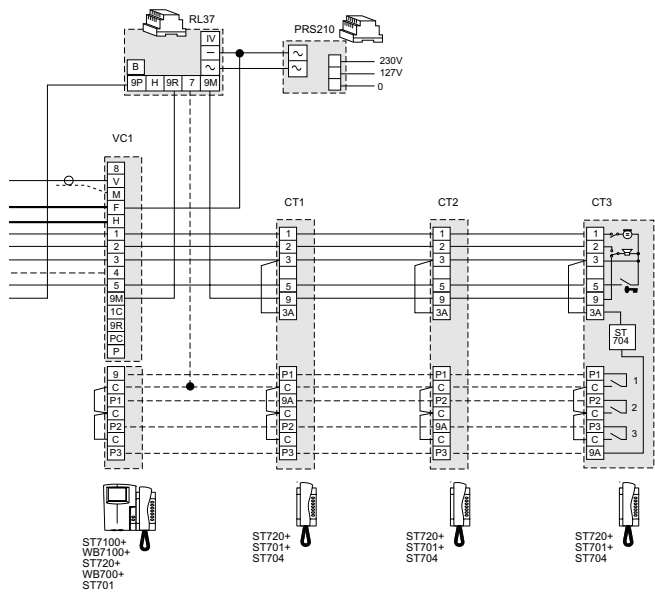 RL37
PRS210
IV
–
~
~
~
B
230V
127V
0
9P H 9R 7 9M
VC1
8
V
M
F
H
1
2
3
4
5
9M
1C
9R
PC
P
9
C
P1
C
P2
C
P3
CT1
1
2
3
5
9
3A
P1
C
9A
C
P2
C
P3
CT2
1
2
3
5
9
3A
P1
C
P2
C
9A
C
P3
CT3
1
2
3
5
9
3A
ST
704
P1
C
P2
C
P3
C
9A
1
2
3
ST7100+
WB7100+
ST720+
WB700+
ST701
ST720+
ST701+
ST704
ST720+
ST701+
ST704
ST720+
ST701+
ST704